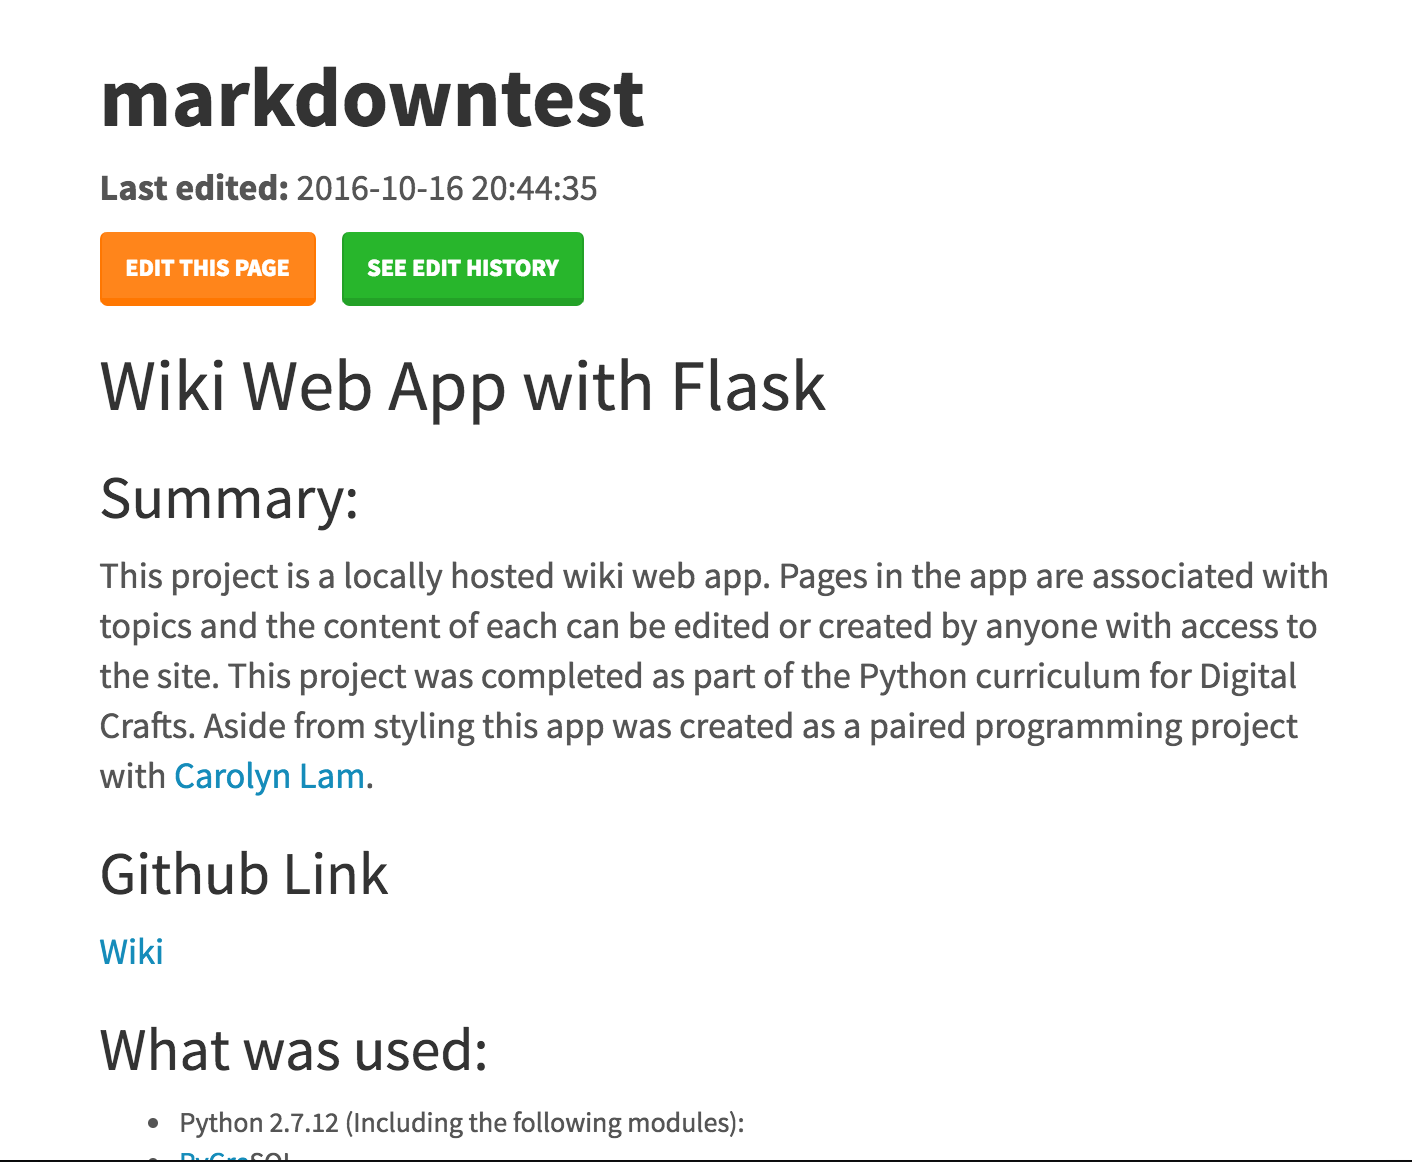 markdowntest
Last edited: 2016-10-16 20:44:35
EDIT THIS PAGE
SEE EDIT HISTORY
Wiki Web App with Flask
Summary:
This project is a locally hosted wiki web app. Pages in the app are associated with
topics and the content of each can be edited or created by anyone with access to
the site. This project was completed as part of the Python curriculum for Digital
Crafts. Aside from styling this app was created as a paired programming project
with Carolyn Lam.
Github Link
Wiki
What was used:
• Python 2.7.12 (Including the following modules):